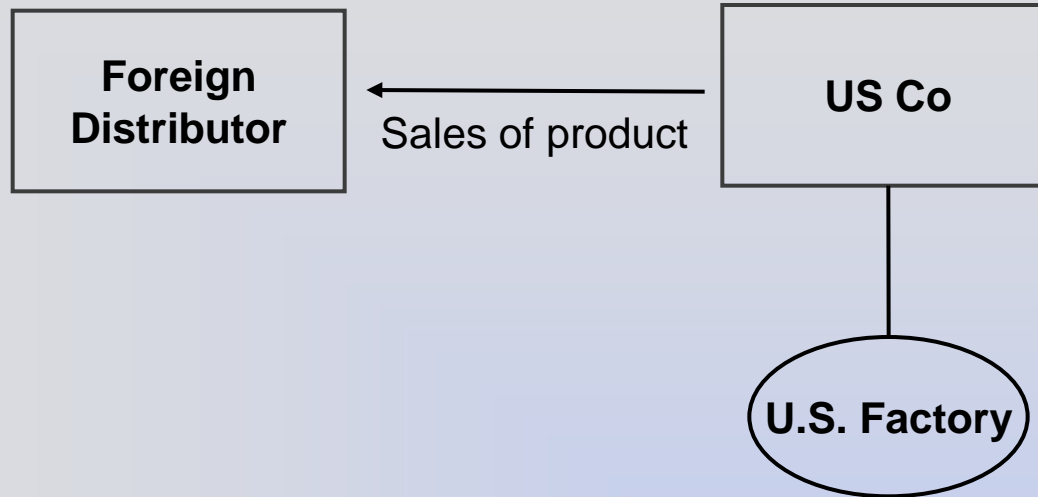 Foreign
Distributor
Sales of product
US Co
U.S. Factory